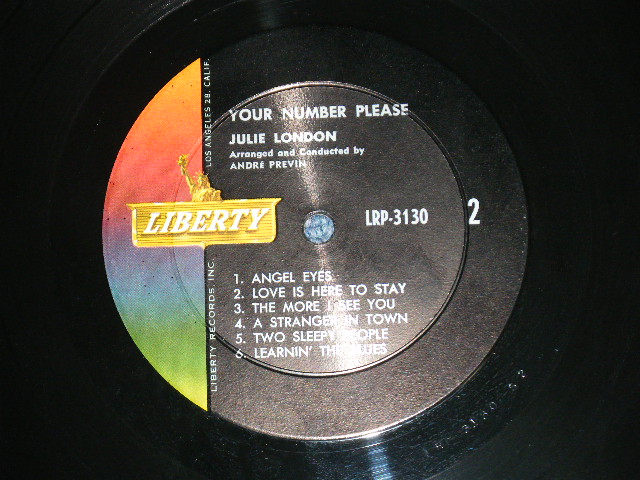 YOUR NUMBER PLEASE
JULIE LONDON
Arranged and Conducted by
ANDRÉ PREVIN
LIBERTY
LRP-3130
2
1. ANGEL EYES
2. LOVE IS HERE TO STAY
3. THE MORE I SEE YOU
4. A STRANGER IN TOWN
5. TWO SLEEPY PEOPLE
6. LEARNIN' THE BLUES
LIBERTY RECORDS, INC.
LOS ANGELES 28, CALIF.